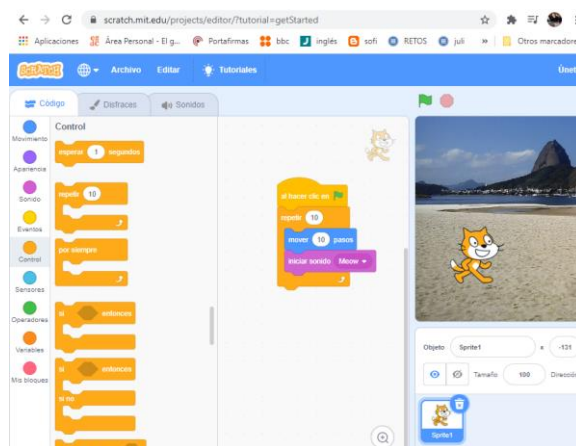 scratch.mit.edu/projects/editor/?tutorial=getStarted
Aplicaciones Área Personal - El g... Portafirmas bbc inglés sofi RETOS juli » Otros marcadore
SCRATCH Archivo Editar Tutoriales Únet
Código Disfraces Sonidos
Movimiento
Apariencia
Sonido
Eventos
Control
Sensores
Operadores
Variables
Mis bloques
Control
esperar 1 segundos
repetir 10
por siempre
si entonces
si entonces
si no
al hacer clic en
repetir 10
mover 10 pasos
iniciar sonido Meow
Objeto Sprite1 x -131
Tamaño 100 Dirección
Sprite1